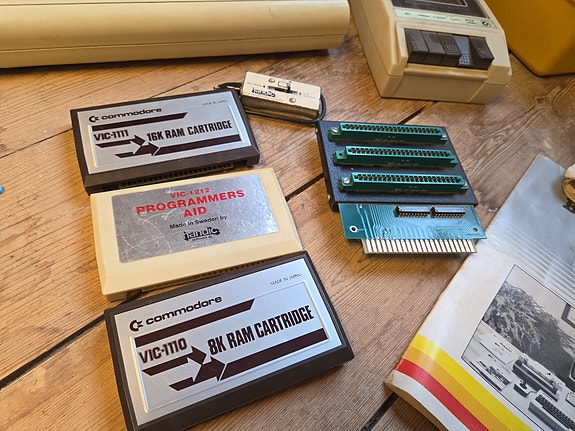 MADE IN JAPAN
commodore
VIC-1111
16K RAM CARTRIDGE
handic
VIC-1212
PROGRAMMERS
AID
Made in Sweden by
handic
MADE IN JAPAN
commodore
VIC-1110
8K RAM CARTRIDGE